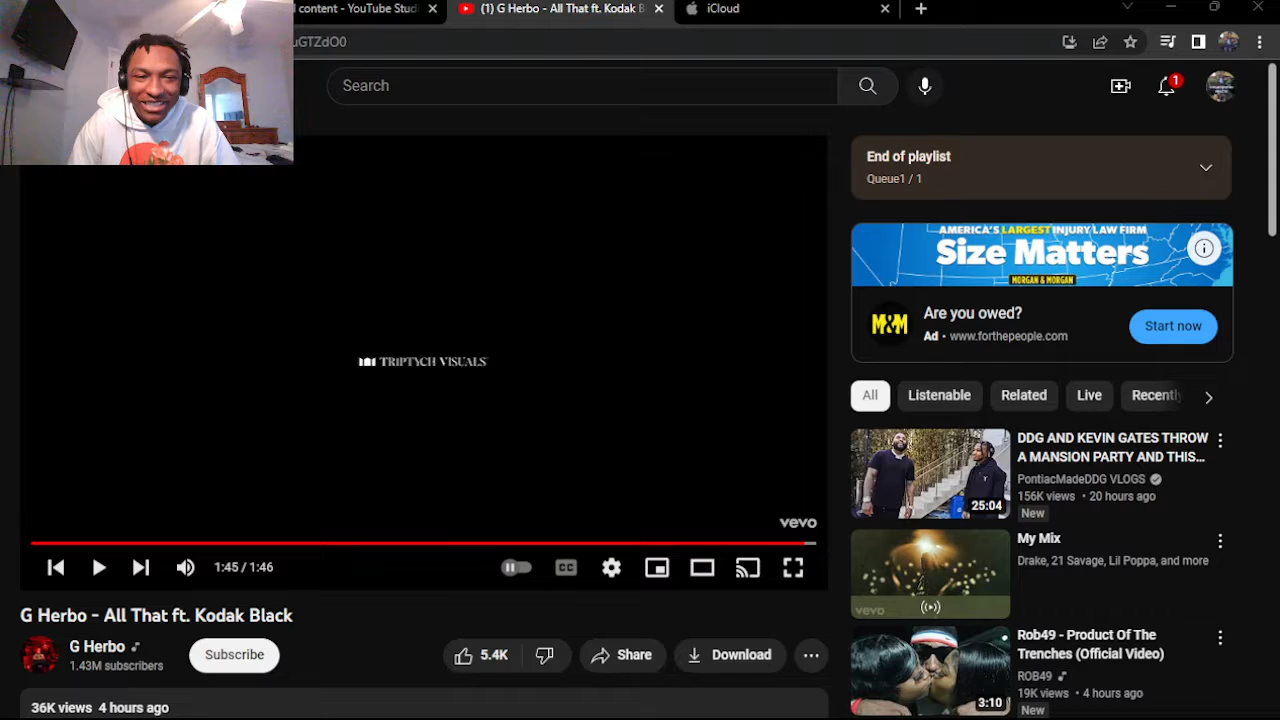 l content - YouTube Studi
(1) G Herbo - All That ft. Kodak B
iCloud
uGTZdO0
Search
1
End of playlist
Queue1 / 1
AMERICA'S LARGEST INJURY LAW FIRM
Size Matters
MORGAN & MORGAN
M&M
Are you owed?
Ad • www.forthepeople.com
Start now
All
Listenable
Related
Live
Recently
TRIPTYCH VISUALS
vevo
1:45 / 1:46
CC
DDG AND KEVIN GATES THROW
A MANSION PARTY AND THIS...
PontiacMadeDDG VLOGS
156K views • 20 hours ago
New
25:04
My Mix
Drake, 21 Savage, Lil Poppa, and more
vevo
Rob49 - Product Of The
Trenches (Official Video)
ROB49
19K views • 4 hours ago
New
3:10
G Herbo - All That ft. Kodak Black
G Herbo
1.43M subscribers
Subscribe
5.4K
Share
Download
36K views 4 hours ago